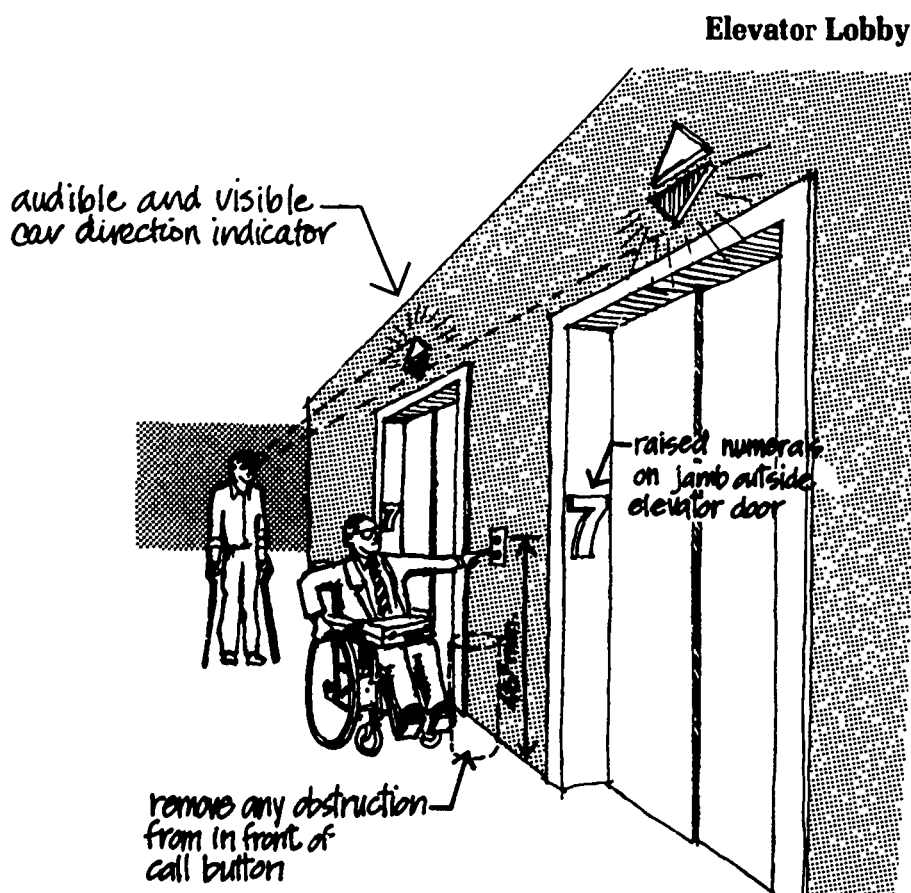 Elevator Lobby
audible and visible
car direction indicator
raised numerals
on jamb outside
elevator door
7
7
remove any obstruction
from in front of
call button